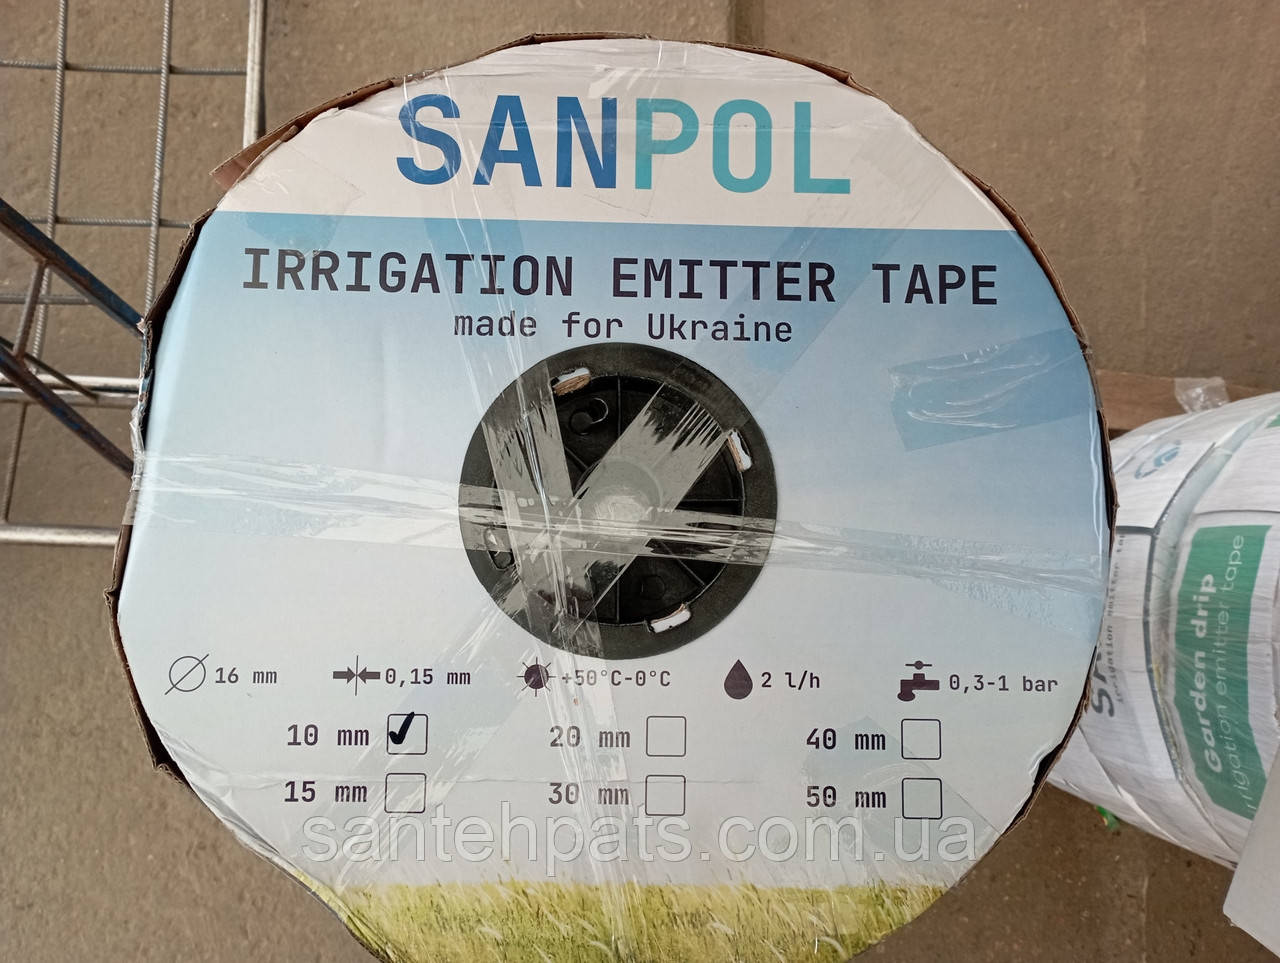 SANPOL
IRRIGATION EMITTER TAPE
made for Ukraine
16 mm 0,15 mm +50°C-0°C 2 l/h 0,3-1 bar
10 mm 20 mm 40 mm
15 mm 30 mm 50 mm
santehpats.com.ua
Garden drip
irrigation emitter tape